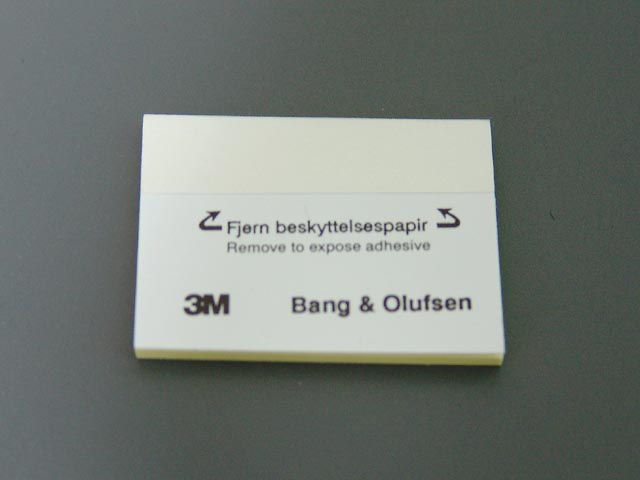 Fjern beskyttelsespapir
Remove to expose adhesive
3M Bang & Olufsen